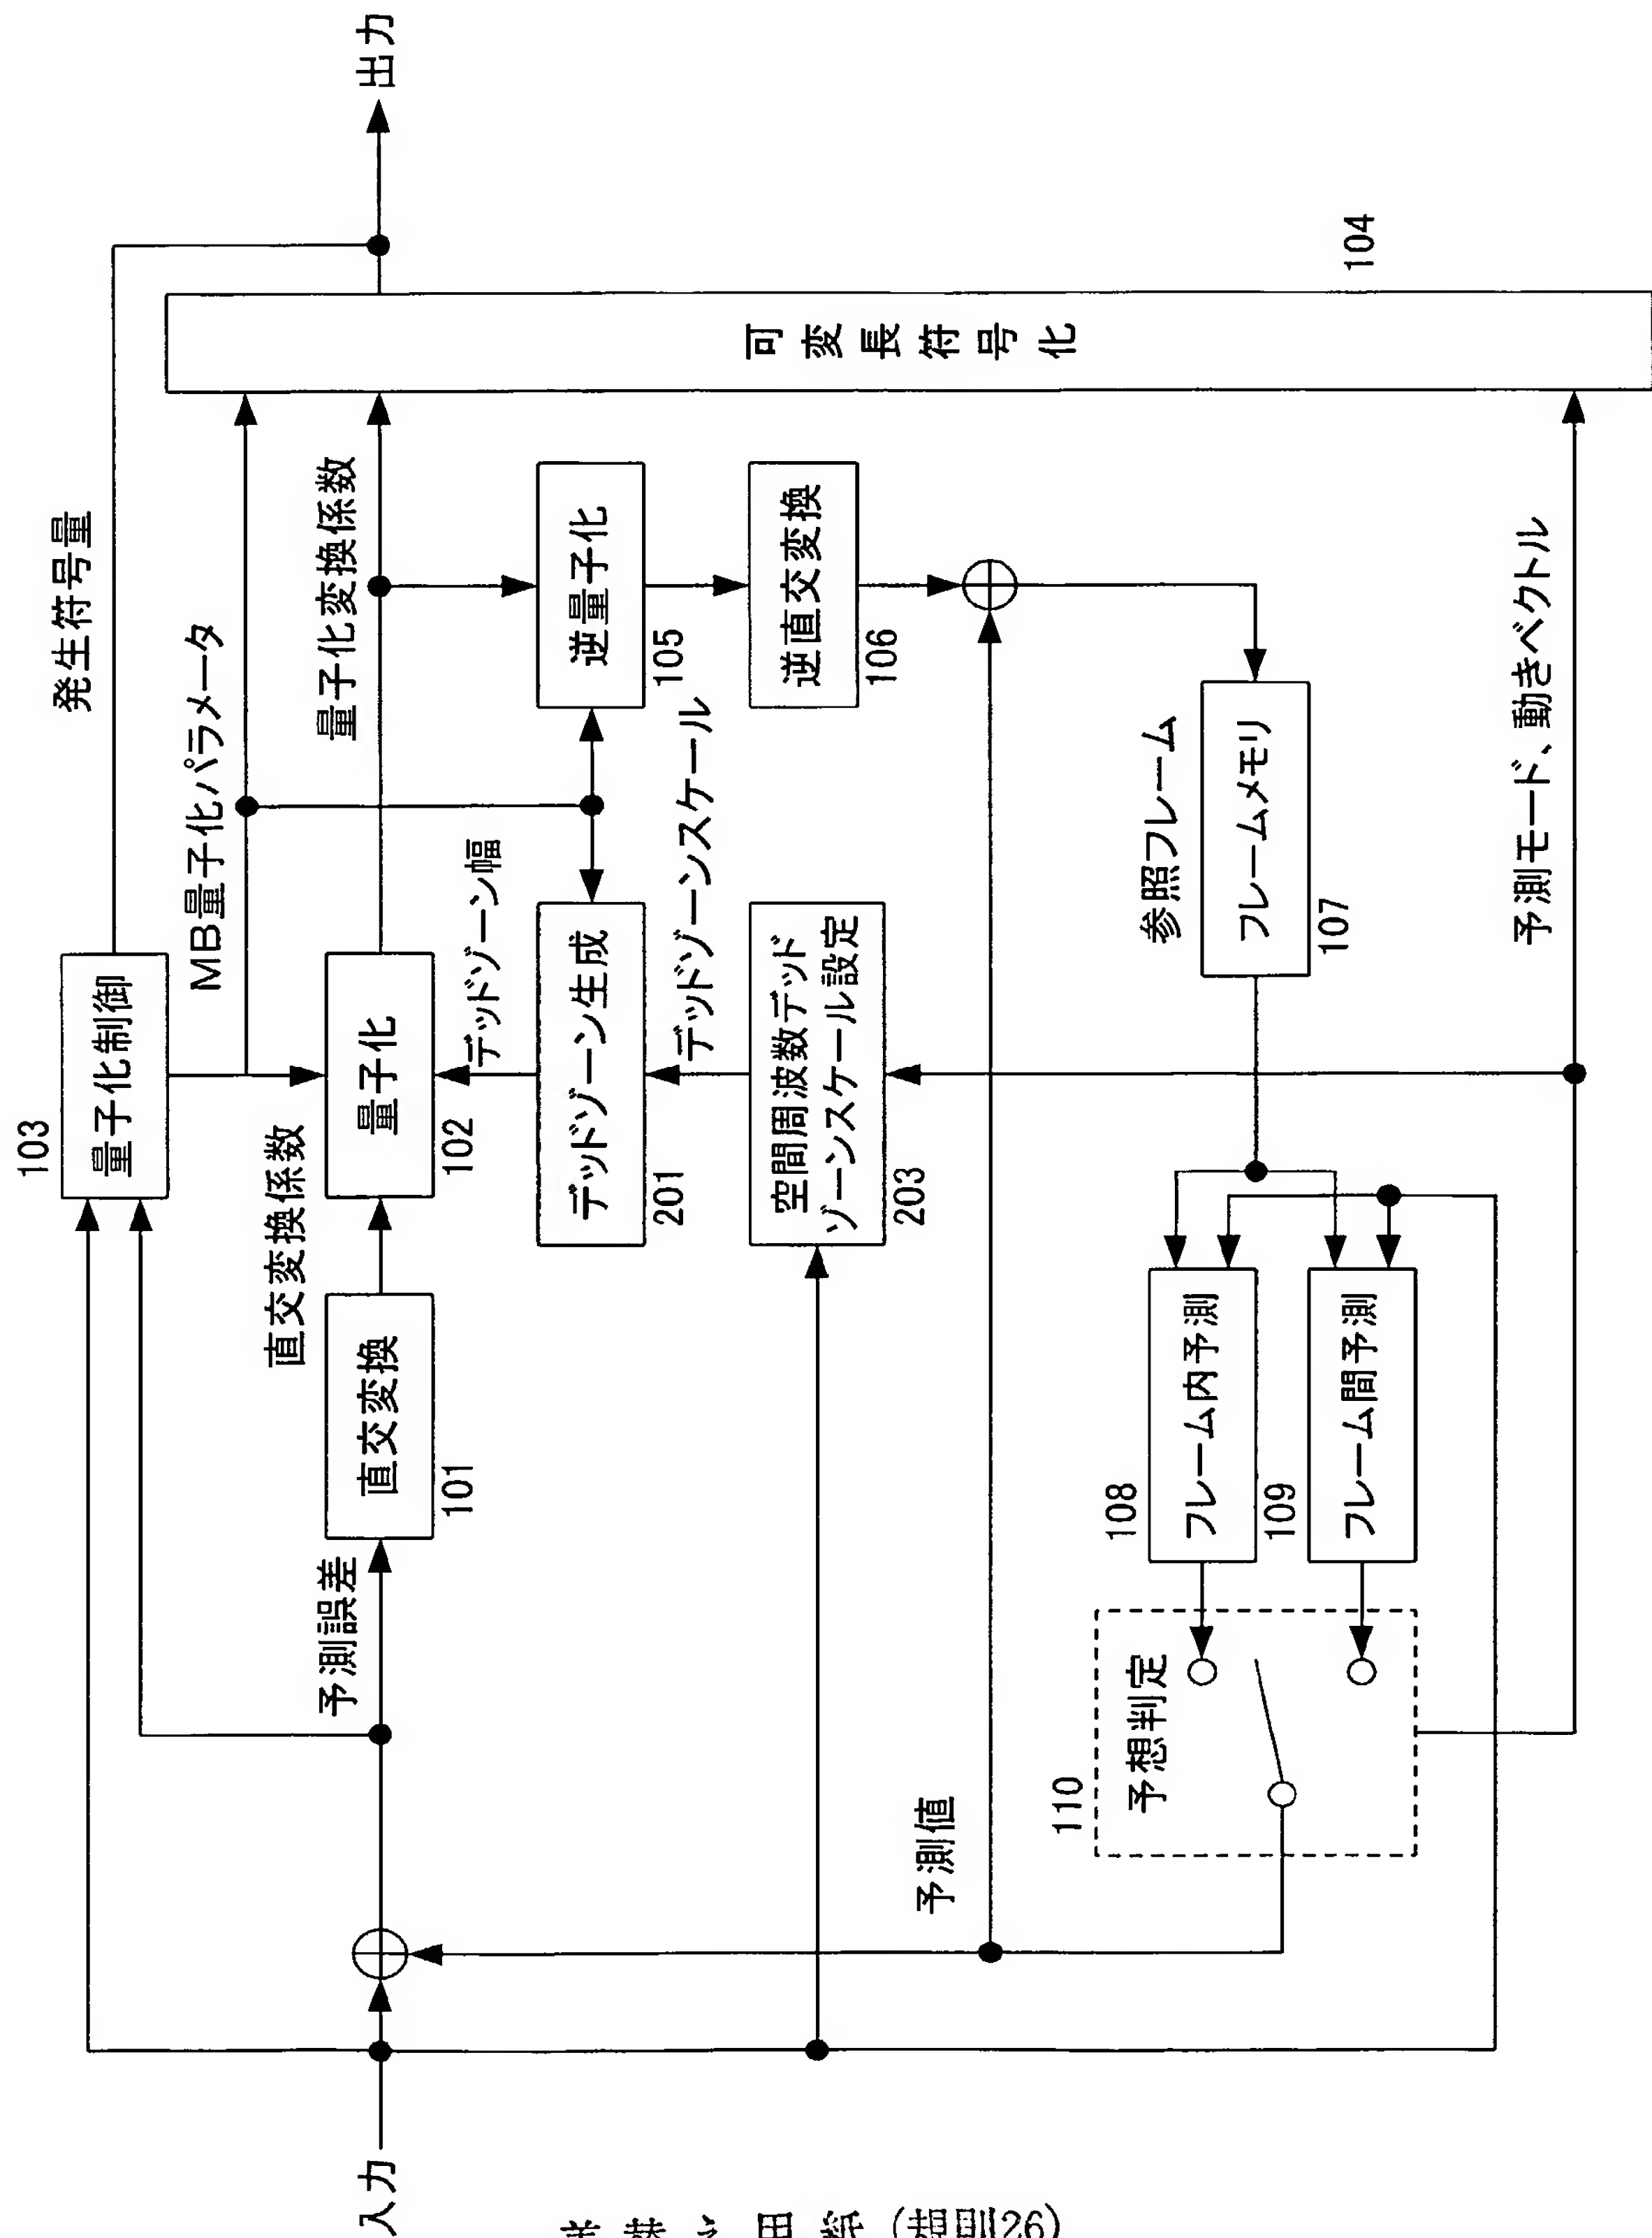 103
量子化制御
発生符号量
MB量子化パラメータ
入力
予測誤差
直交変換
101
直交変換係数
量子化
102
量子化変換係数
出力
デッドゾーン幅
デッドゾーン生成
201
逆量子化
105
デッドゾーンスケール
空間周波数デッド
ゾーンスケール設定
203
逆直交変換
106
可変長符号化
104
予測値
110
予想判定
108
フレーム内予測
109
フレーム間予測
参照フレーム
フレームメモリ
107
予測モード、動きベクトル
差替え用紙(規則26)